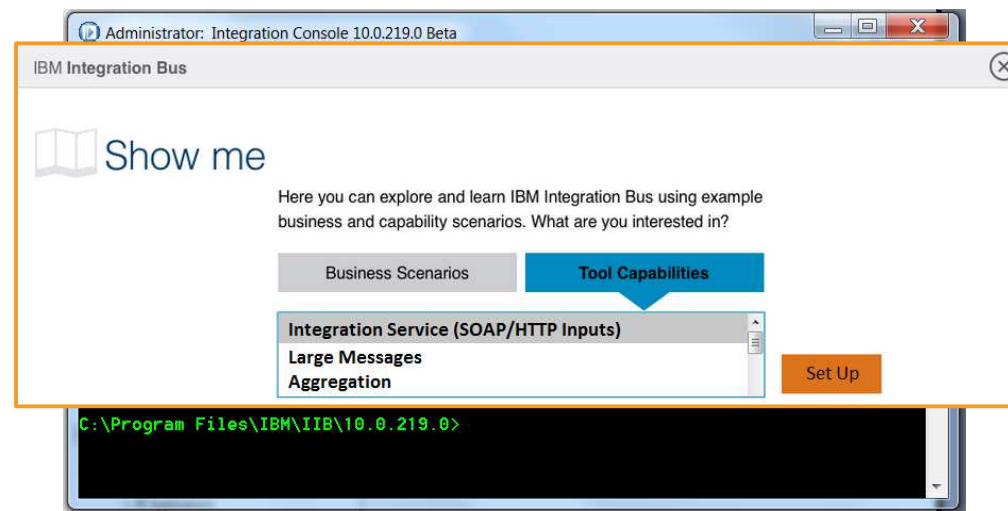 Administrator: Integration Console 10.0.219.0 Beta
IBM Integration Bus
Show me
Here you can explore and learn IBM Integration Bus using example
business and capability scenarios. What are you interested in?
Business Scenarios
Tool Capabilities
Integration Service (SOAP/HTTP Inputs)
Large Messages
Aggregation
Set Up
C:\Program Files\IBM\IIB\10.0.219.0>